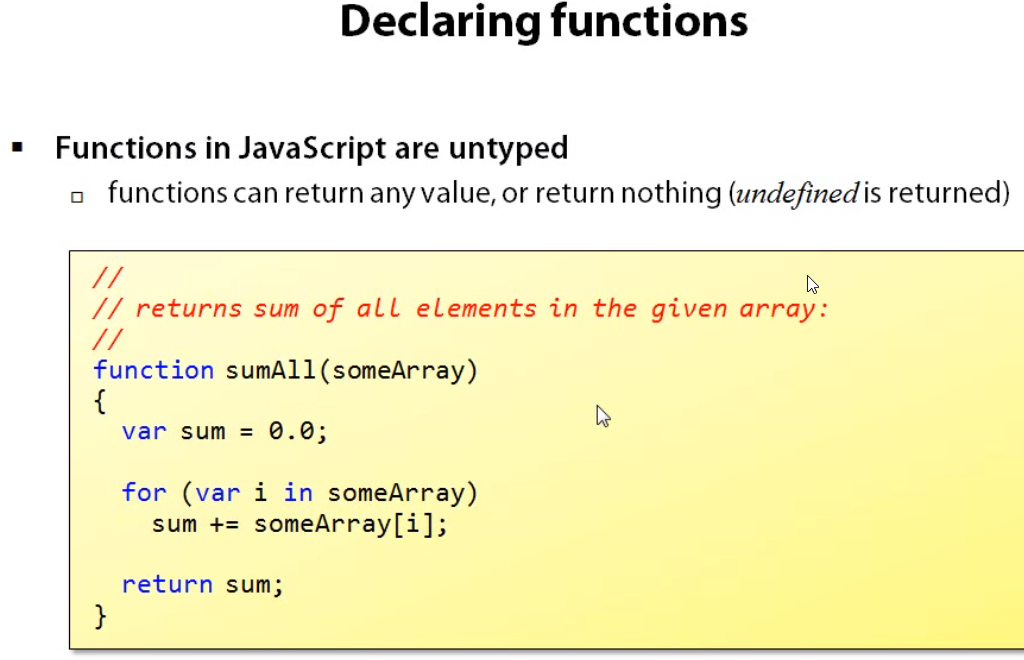 Declaring functions
▪ Functions in JavaScript are untyped
▫ functions can return any value, or return nothing (undefined is returned)
//
// returns sum of all elements in the given array:
//
function sumAll(someArray)
{
  var sum = 0.0;

  for (var i in someArray)
    sum += someArray[i];

  return sum;
}